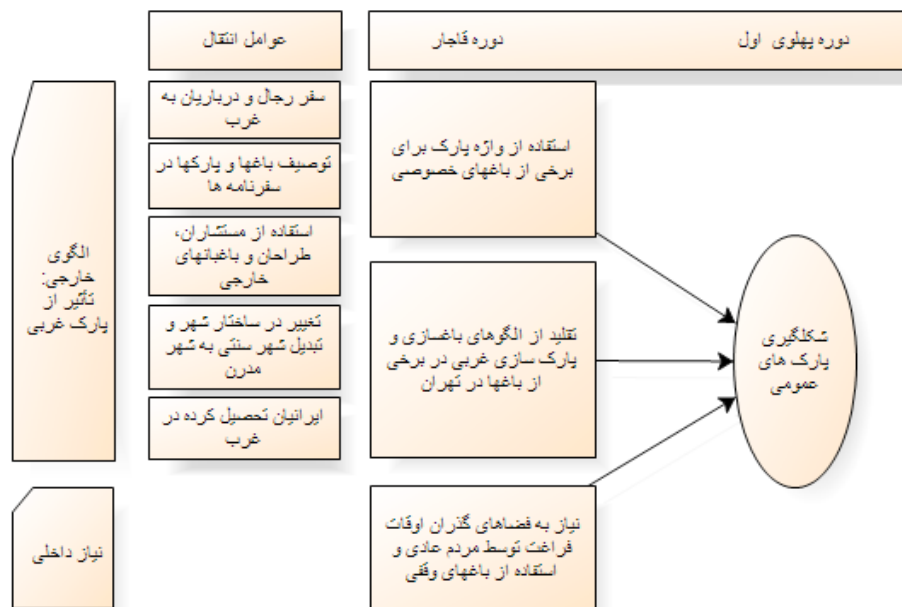 دوره پهلوی اول
دوره قاجار
عوامل انتقال
الگوی
خارجی:
تأثیر از
پارک غربی
سفر رجال و درباریان به
غرب
توصیف باغها و پارکها در
سفرنامه ها
استفاده از مستشاران،
طراحان و باغبانهای
خارجی
تغییر در ساختار شهر و
تبدیل شهر سنتی به شهر
مدرن
ایرانیان تحصیل کرده در
غرب
استفاده از واژه پارک برای
برخی از باغهای خصوصی
تقلید از الگوهای باغسازی و
پارک سازی غربی در برخی
از باغها در تهران
شکلگیری
پارک های
عمومی
نیاز داخلی
نیاز به فضاهای گذران اوقات
فراغت توسط مردم عادی و
استفاده از باغهای وقفی